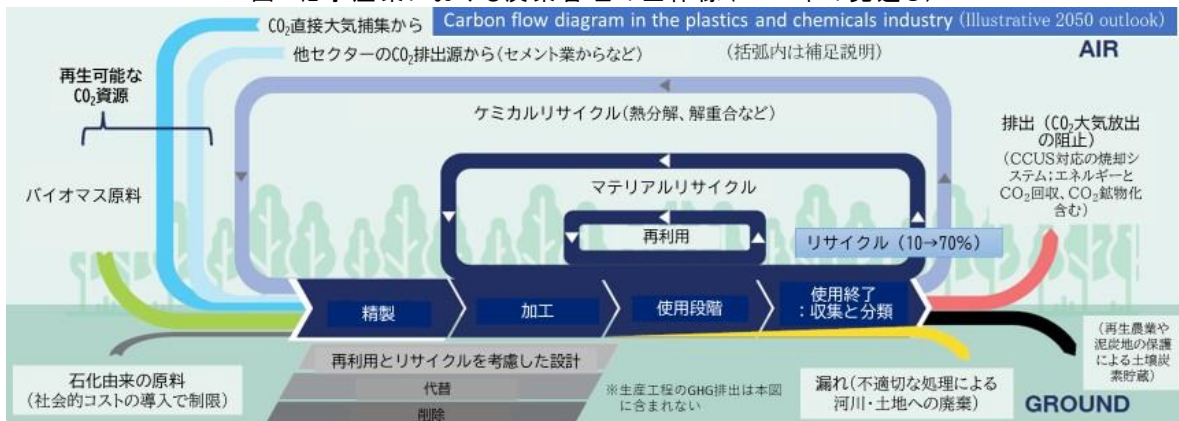 CO₂直接大気捕集から
Carbon flow diagram in the plastics and chemicals industry (Illustrative 2050 outlook)
他セクターのCO₂排出源から(セメント業からなど)
(括弧内は補足説明)
AIR
再生可能な
CO₂資源
ケミカルリサイクル(熱分解、解重合など)
排出 (CO₂大気放出
の阻止)
(CCUS対応の焼却シ
ステム;エネルギーと
CO₂回収、CO₂鉱物化
含む)
バイオマス原料
マテリアルリサイクル
再利用
リサイクル (10→70%)
精製
加工
使用段階
使用終了
:収集と分類
再利用とリサイクルを考慮した設計
代替
削除
石化由来の原料
(社会的コストの導入で制限)
※生産工程のGHG排出は本図
に含まれない
漏れ(不適切な処理による
河川・土地への廃棄)
(再生農業や
泥炭地の保護
による土壌炭
素貯蔵)
GROUND